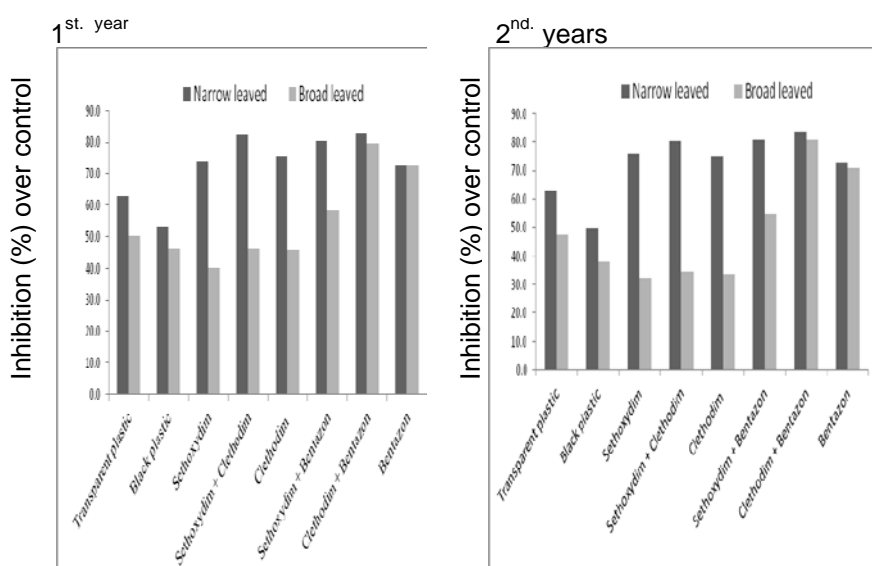 1st. year
Inhibition (%) over control
Narrow leaved Broad leaved
90.0
80.0
70.0
60.0
50.0
40.0
30.0
20.0
10.0
0.0
Transparent plastic
Black plastic
Sethoxydim
Sethoxydim + Clethodim
Clethodim
Sethoxydim + Bentazon
Clethodim + Bentazon
Bentazon
2nd. years
Inhibition (%) over control
Narrow leaved Broad leaved
90.0
80.0
70.0
60.0
50.0
40.0
30.0
20.0
10.0
0.0
Transparent plastic
Black plastic
Sethoxydim
Sethoxydim + Clethodim
Clethodim
Sethoxydim + Bentazon
Clethodim + Bentazon
Bentazon